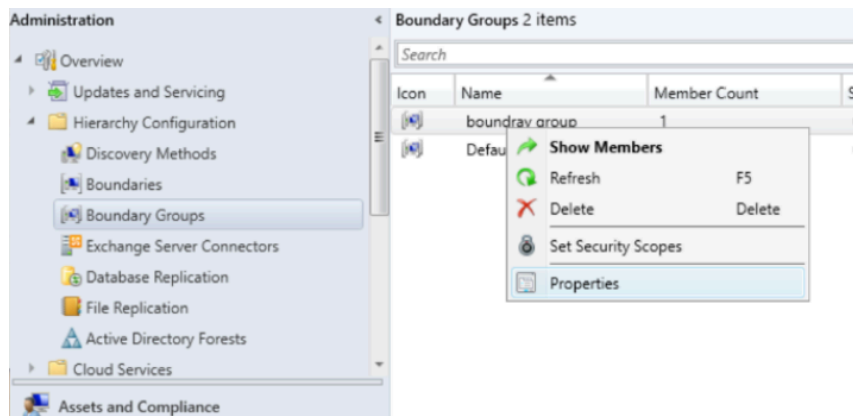 Administration
Overview
Updates and Servicing
Hierarchy Configuration
Discovery Methods
Boundaries
Boundary Groups
Exchange Server Connectors
Database Replication
File Replication
Active Directory Forests
Cloud Services
Assets and Compliance
Boundary Groups 2 items
Search
Icon Name Member Count S
boundray group 1
Defau
Show Members
Refresh F5
Delete Delete
Set Security Scopes
Properties